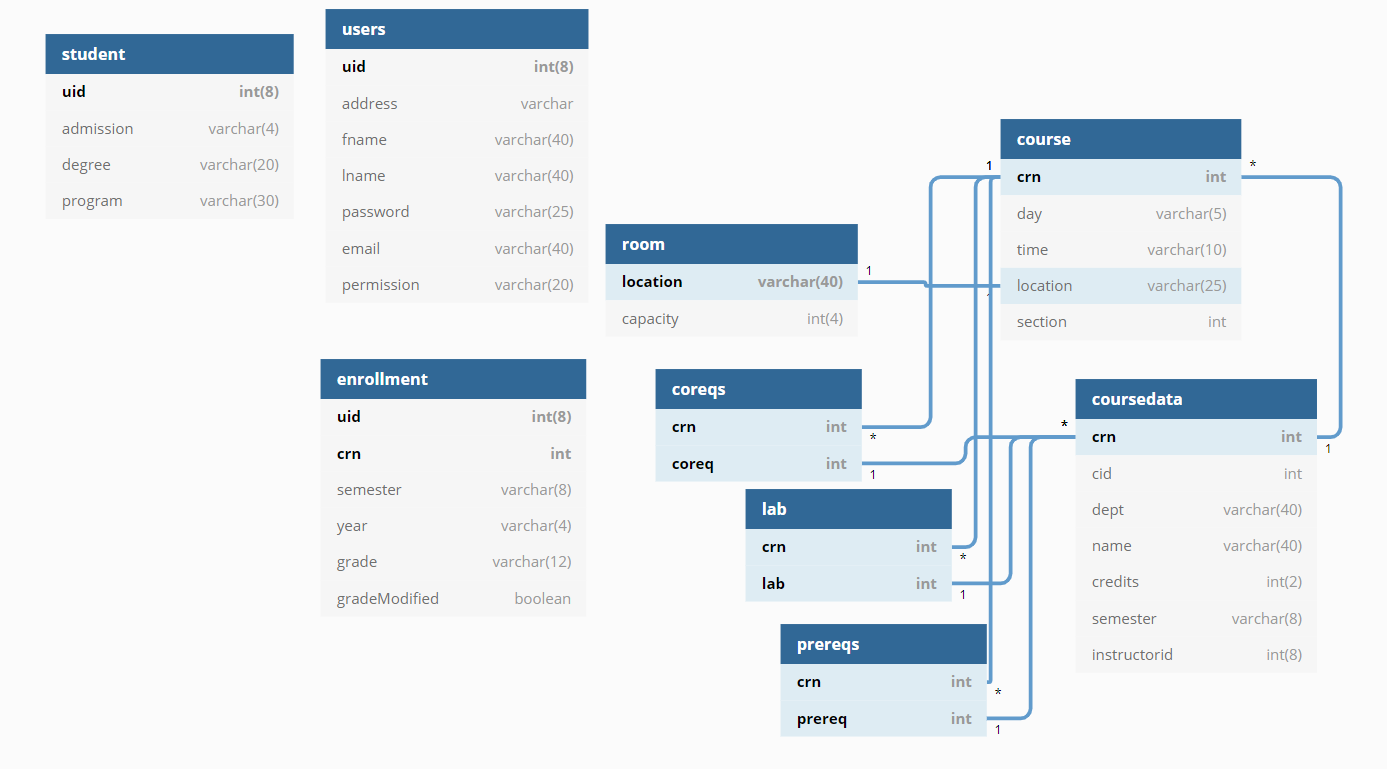 student
uid int(8)
admission varchar(4)
degree varchar(20)
program varchar(30)
users
uid int(8)
address varchar
fname varchar(40)
lname varchar(40)
password varchar(25)
email varchar(40)
permission varchar(20)
enrollment
uid int(8)
crn int
semester varchar(8)
year varchar(4)
grade varchar(12)
gradeModified boolean
room
location varchar(40)
capacity int(4)
1
1
coreqs
crn int
*
coreq int
1
lab
crn int
*
lab int
1
prereqs
crn int
*
prereq int
1
1
course
*
crn int
day varchar(5)
time varchar(10)
location varchar(25)
section int
coursedata
*
crn int
1
cid int
dept varchar(40)
name varchar(40)
credits int(2)
semester varchar(8)
instructorid int(8)